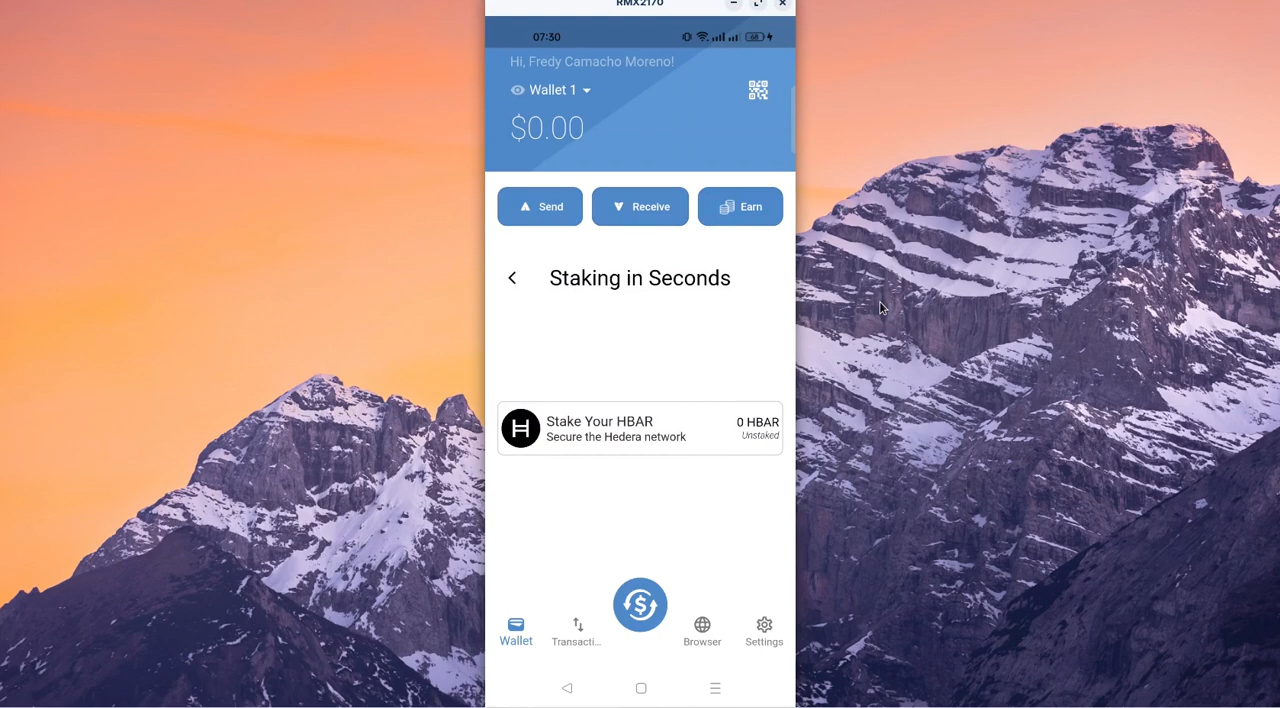 RMX2170
07:30
68
Hi, Fredy Camacho Moreno!
Wallet 1
$0.00
Send
Receive
Earn
Staking in Seconds
Stake Your HBAR
0 HBAR
Secure the Hedera network
Unstaked
Wallet
Transacti...
Browser
Settings